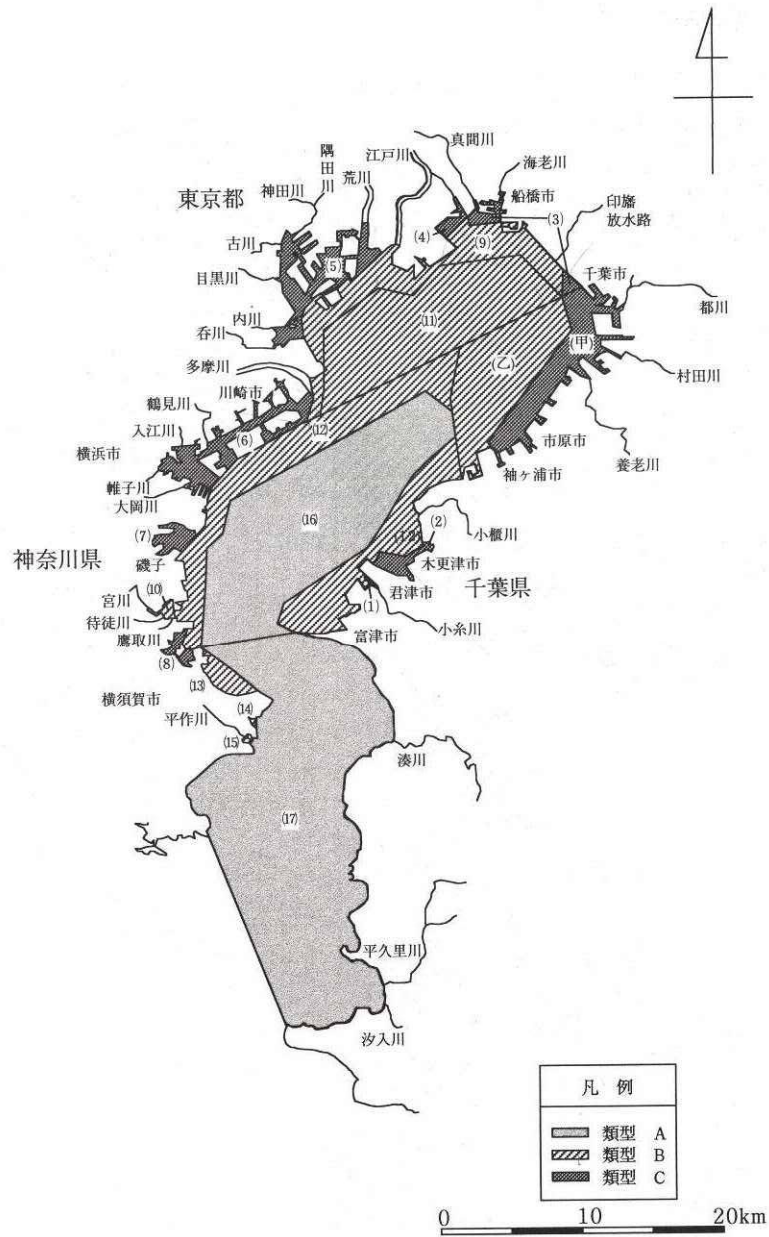 真間川
江戸川
海老川
隅田川
荒川
船橋市
神田川
東京都
印旛
放水路
(3)
(4)
(9)
古川
(5)
千葉市
目黒川
都川
内川
(11)
呑川
(甲)
(乙)
多摩川
村田川
川崎市
鶴見川
(12)
入江川
(6)
市原市
横浜市
養老川
袖ヶ浦市
帷子川
大岡川
(16)
(2)
小櫃川
(7)
(12)
木更津市
神奈川県
磯子
千葉県
君津市
(10)
宮川
(1)
待従川
小糸川
鷹取川
富津市
(8)
(13)
横須賀市
(14)
平作川
(15)
湊川
(17)
平久里川
汐入川
凡 例
類型 A
類型 B
類型 C
0 10 20km